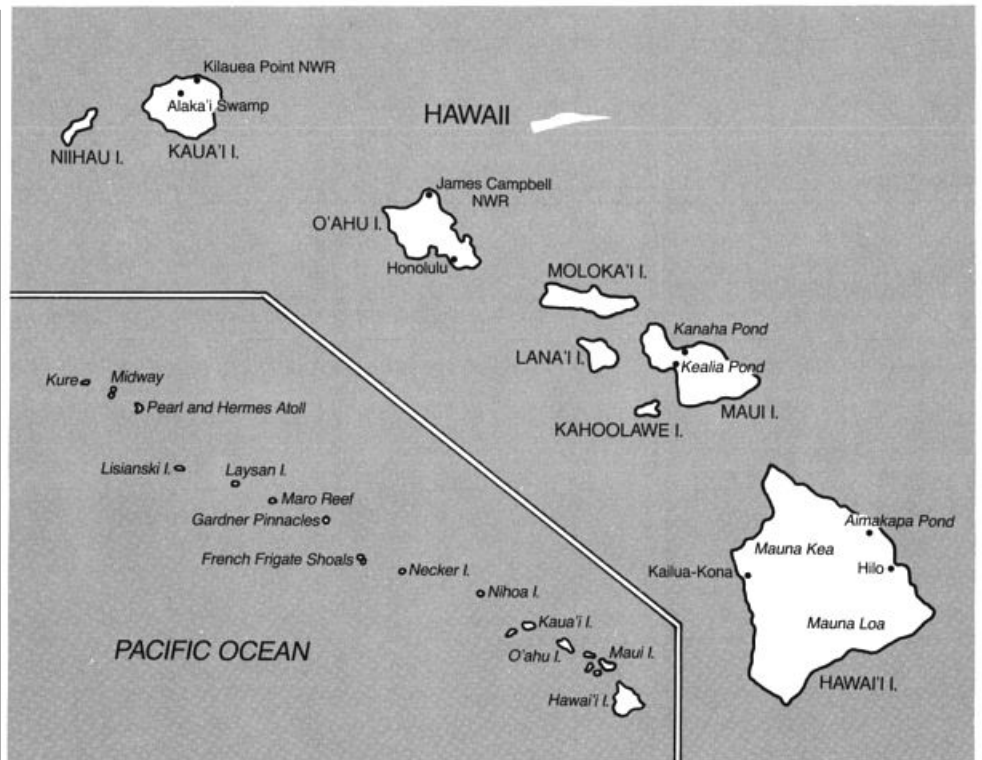 Kilauea Point NWR
Alaka'i Swamp
HAWAII
NIIHAU I.
KAUA'I I.
James Campbell
NWR
O'AHU I.
Honolulu
MOLOKA'I I.
Kanaha Pond
LANA'I I.
Kealia Pond
MAUI I.
KAHOOLAWE I.
Kure
Midway
Pearl and Hermes Atoll
Lisianski I.
Laysan I.
Maro Reef
Gardner Pinnacles
French Frigate Shoals
Necker I.
Nihoa I.
Kaua'i I.
O'ahu I.
Maui I.
Hawai'i I.
PACIFIC OCEAN
Aimakapa Pond
Mauna Kea
Kailua-Kona
Hilo
Mauna Loa
HAWAI'I I.